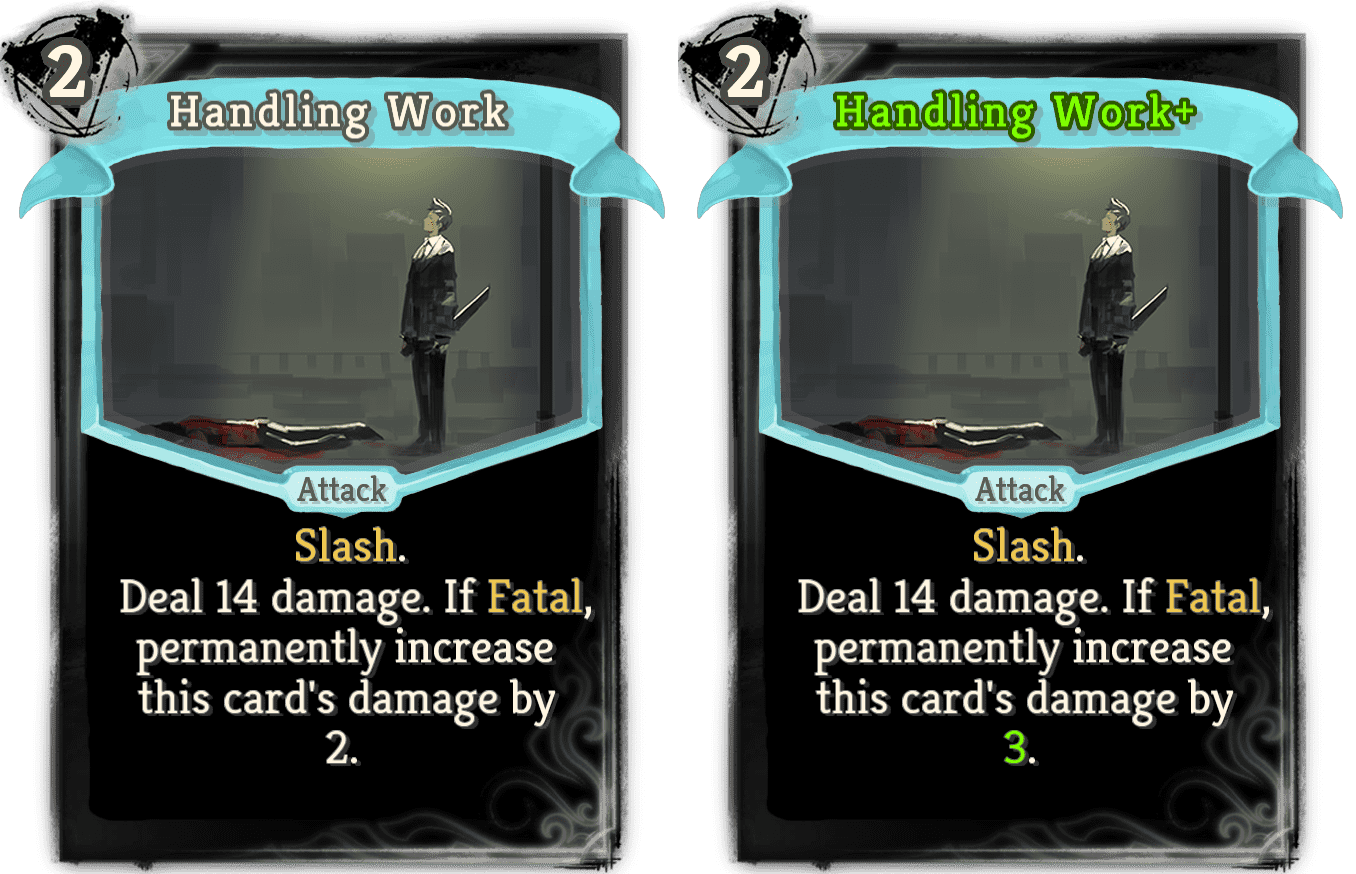 2
Handling Work
Attack
Slash.
Deal 14 damage. If Fatal,
permanently increase
this card's damage by
2.
2
Handling Work+
Attack
Slash.
Deal 14 damage. If Fatal,
permanently increase
this card's damage by
3.